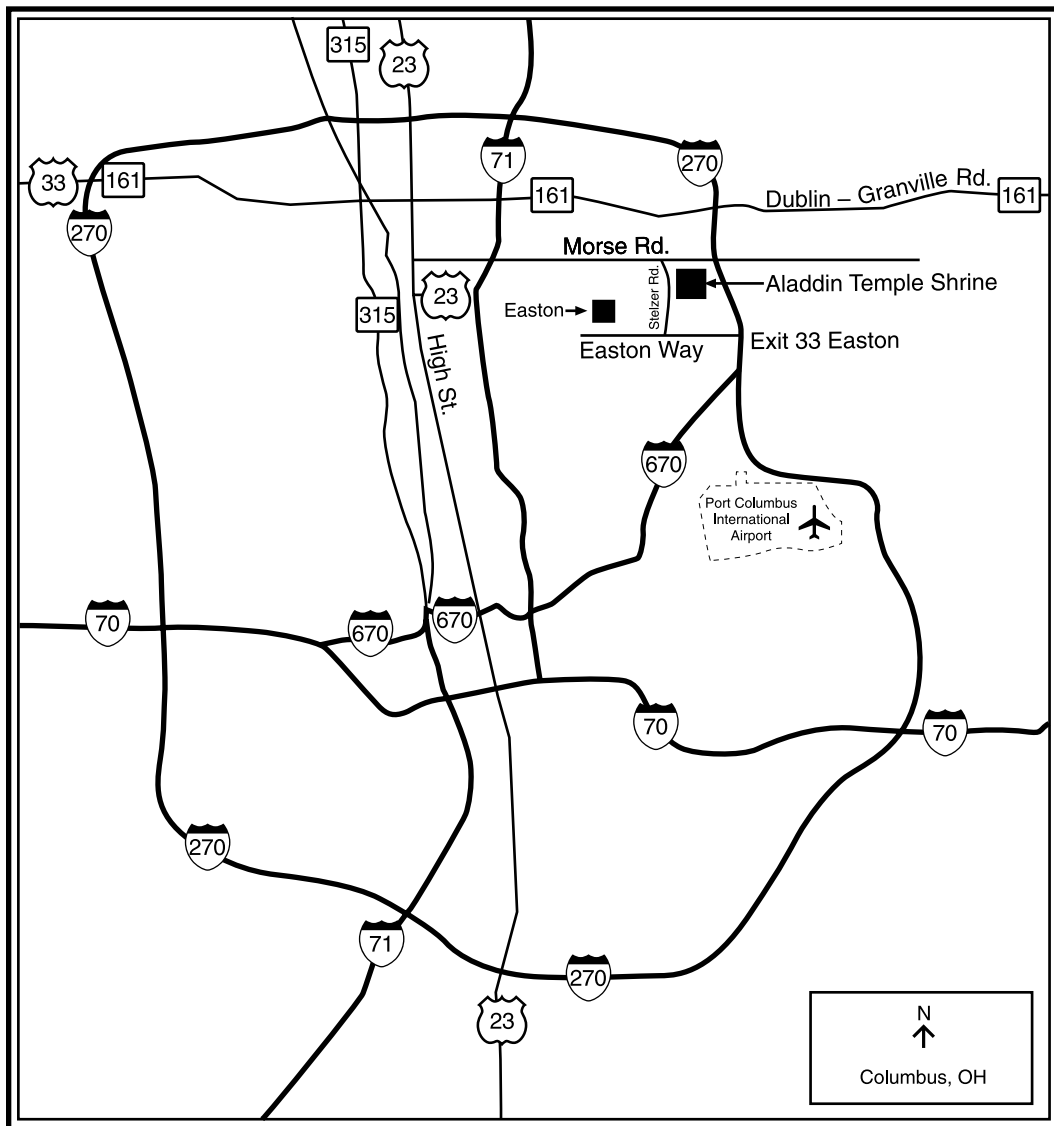 315
23
71
270
33
161
161
Dublin – Granville Rd.
161
270
Morse Rd.
Stelzer Rd.
Aladdin Temple Shrine
23
315
Easton
Easton Way
Exit 33 Easton
High St.
670
Port Columbus
International
Airport
70
670
670
70
70
270
71
270
23
N
Columbus, OH